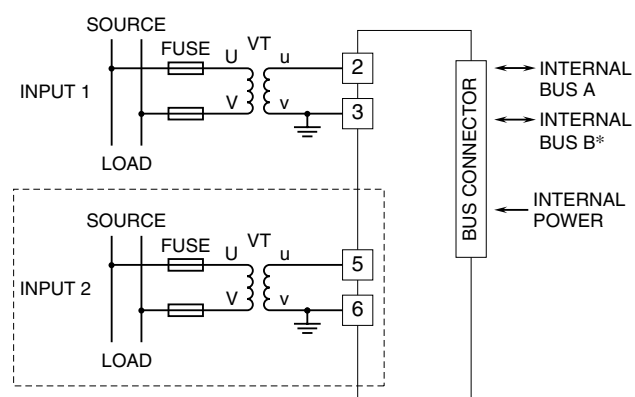 SOURCE
FUSE
U
VT
u
2
INPUT 1
V
v
3
LOAD
BUS CONNECTOR
INTERNAL
BUS A
INTERNAL
BUS B*
INTERNAL
POWER
SOURCE
FUSE
U
VT
u
5
INPUT 2
V
v
6
LOAD